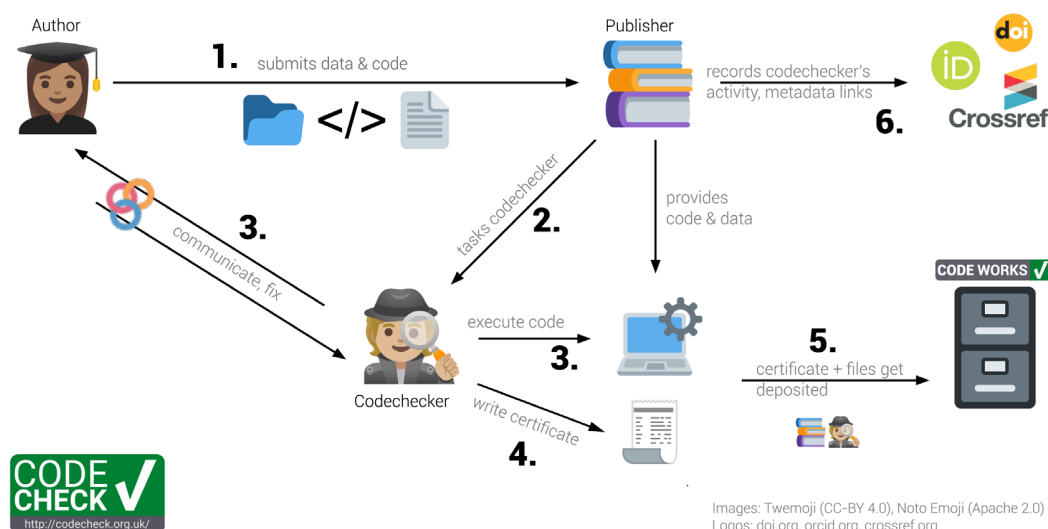 Author
Publisher
1. submits data & code
</>
records codechecker's
activity, metadata links
6.
iD
doi
Crossref
tasks codechecker
2.
provides
code & data
3.
communicate, fix
CODE WORKS
execute code
3.
5.
certificate + files get
deposited
Codechecker
write certificate
4.
CODE
CHECK
http://codecheck.org.uk/
Images: Twemoji (CC-BY 4.0), Noto Emoji (Apache 2.0)
Logos: doi.org, orcid.org, crossref.org